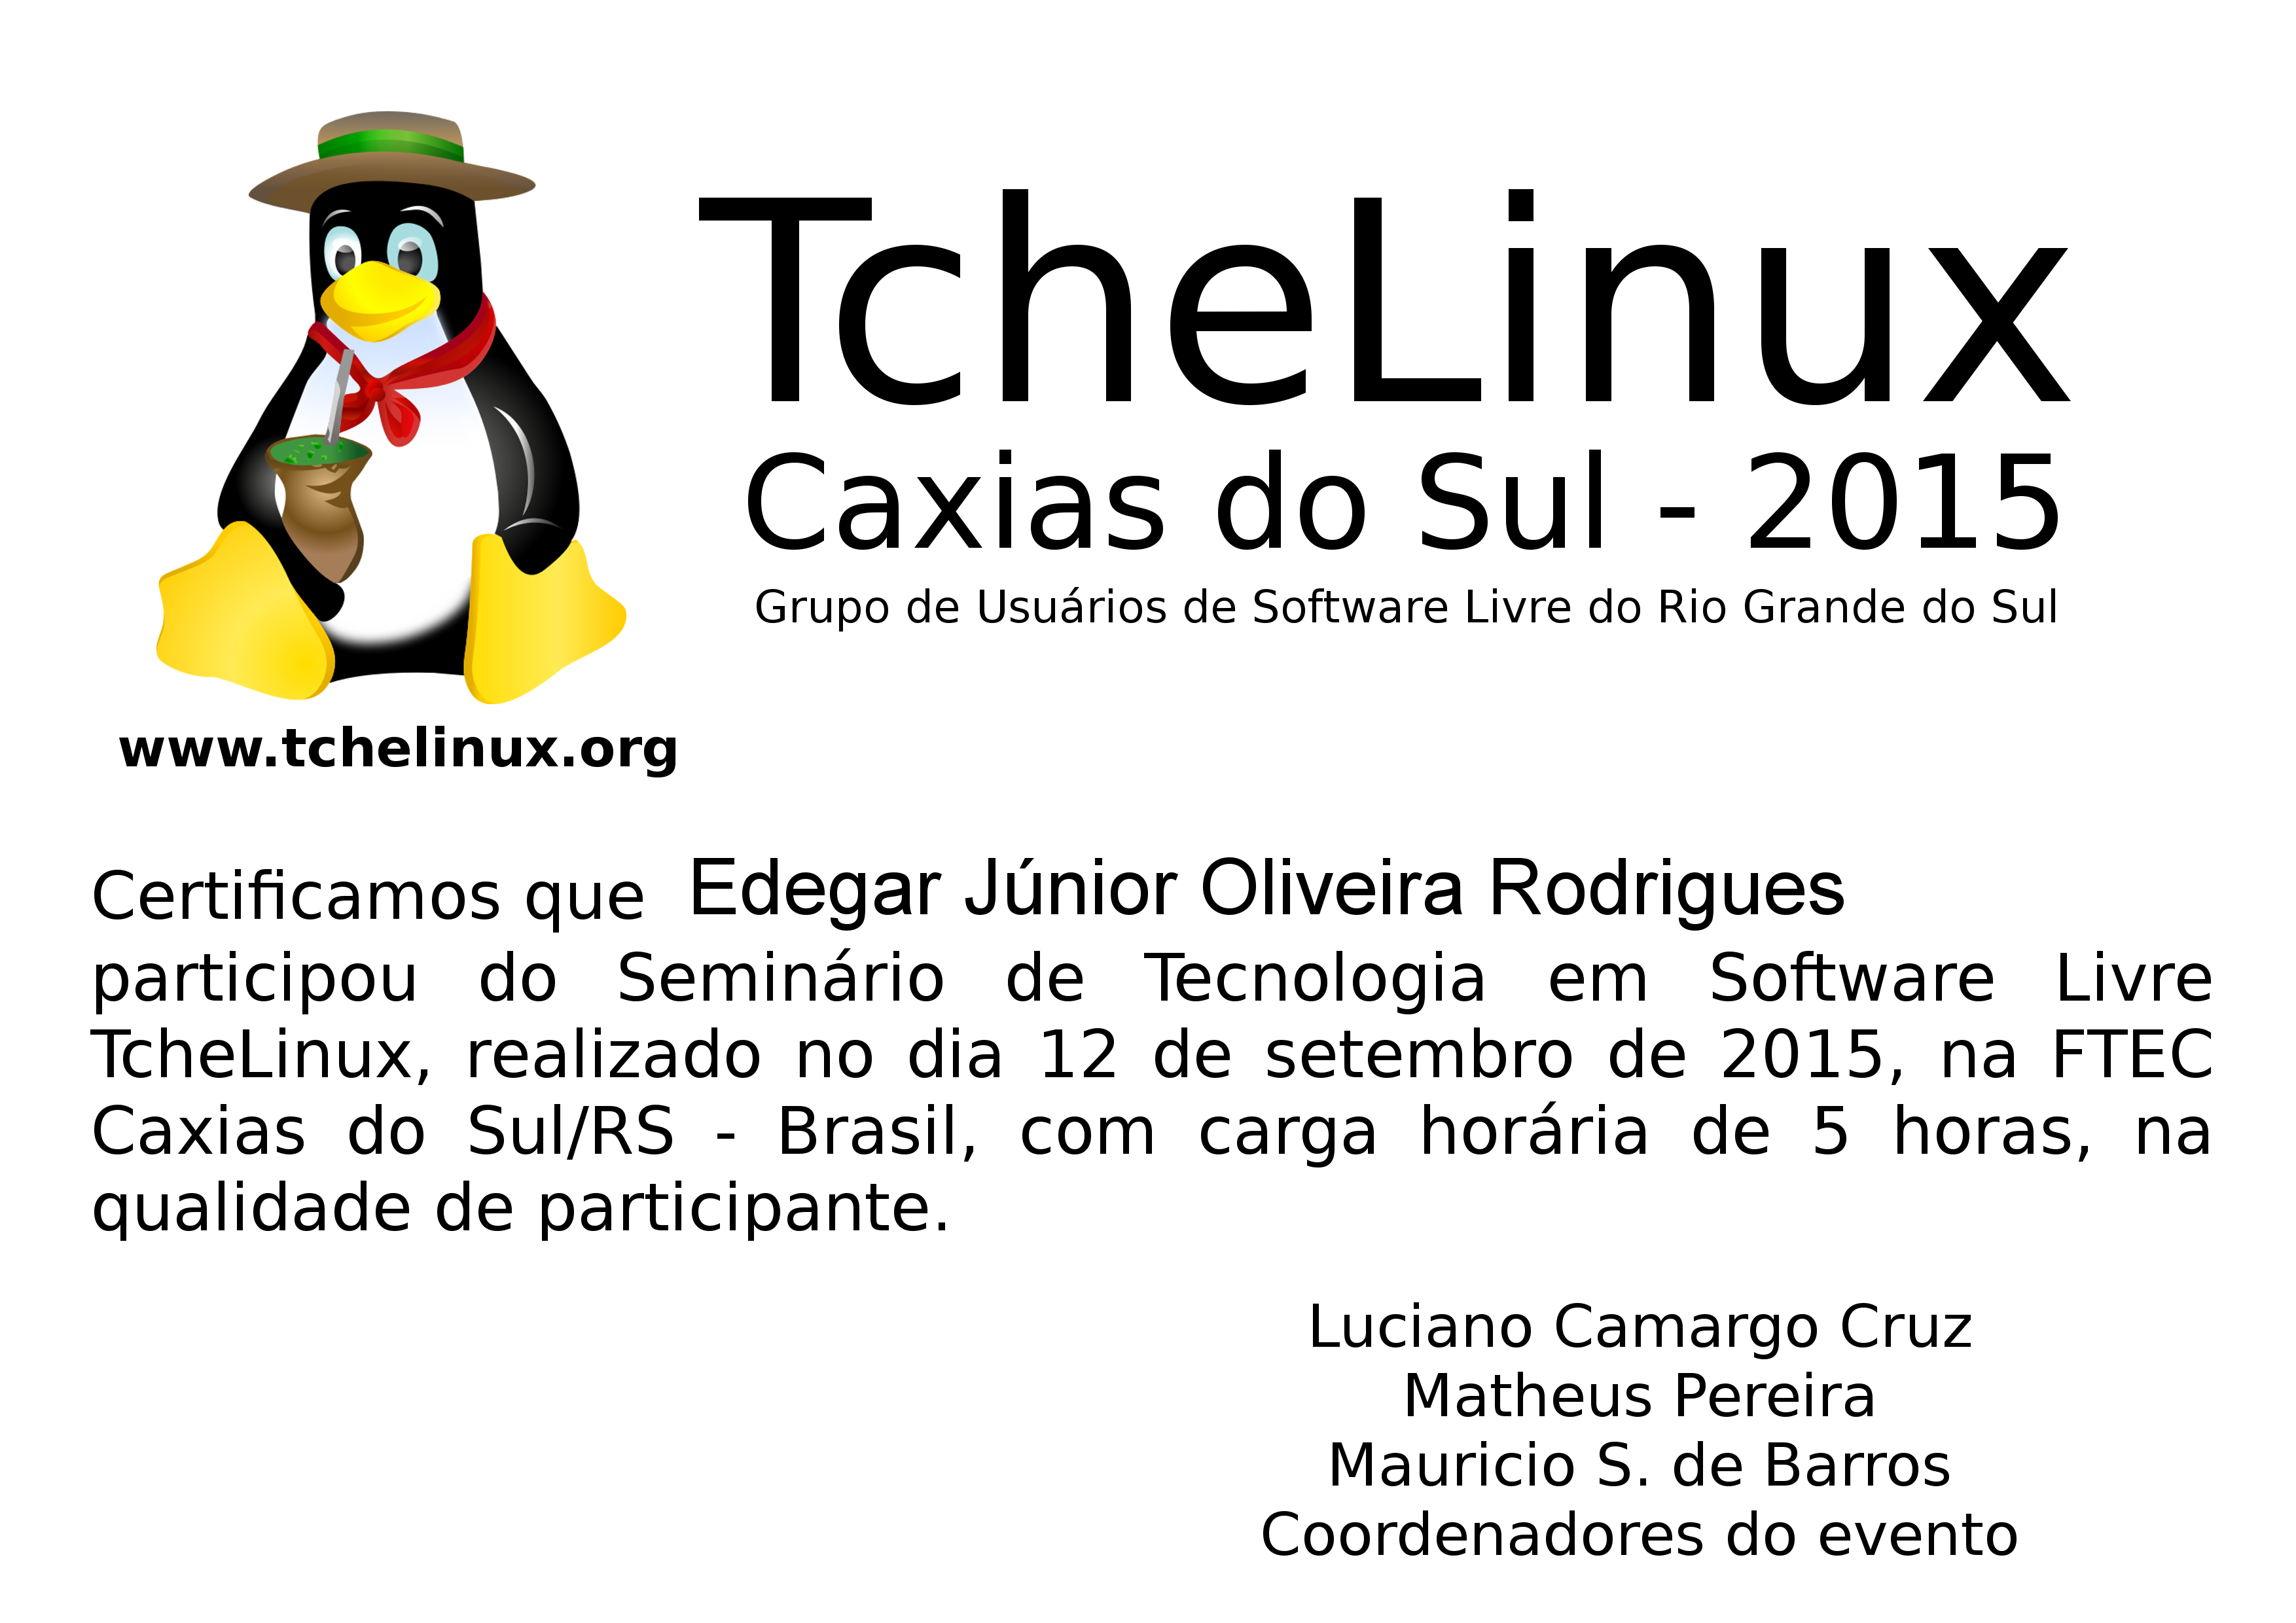 TcheLinux
Caxias do Sul - 2015
Grupo de Usuários de Software Livre do Rio Grande do Sul
www.tchelinux.org
Certificamos que Edegar Júnior Oliveira Rodrigues
participou do Seminário de Tecnologia em Software Livre
TcheLinux, realizado no dia 12 de setembro de 2015, na FTEC
Caxias do Sul/RS - Brasil, com carga horária de 5 horas, na
qualidade de participante.
Luciano Camargo Cruz
Matheus Pereira
Mauricio S. de Barros
Coordenadores do evento